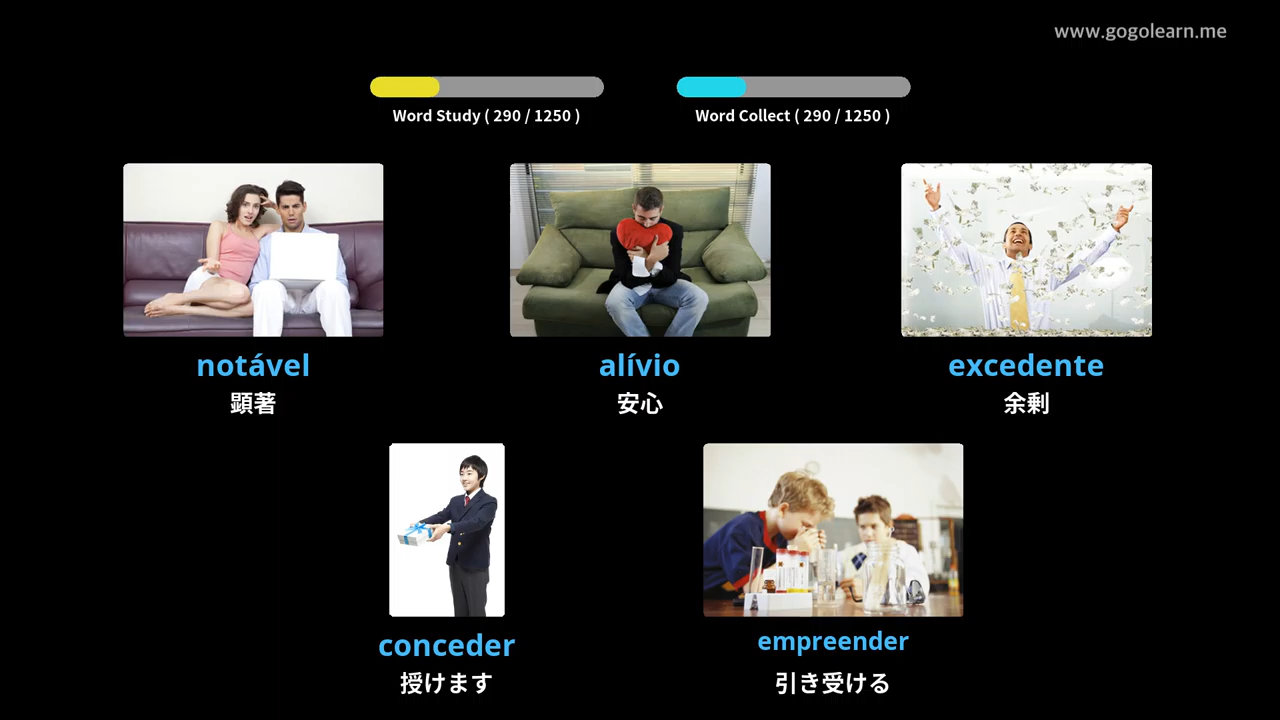 www.gogolearn.me
Word Study ( 290 / 1250 )
Word Collect ( 290 / 1250 )
notável
顕著
alívio
安心
excedente
余剰
conceder
授けます
empreender
引き受ける